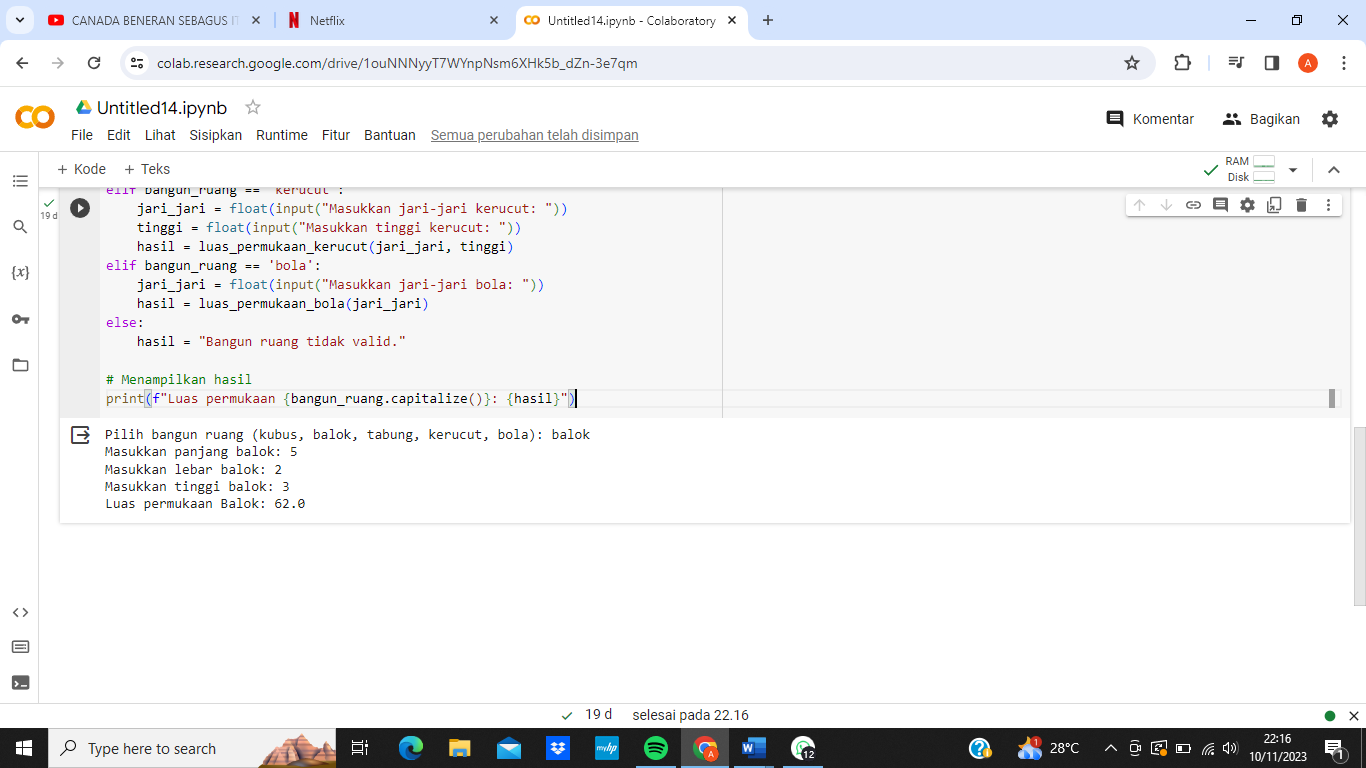 CANADA BENERAN SEBAGUS IT
Netflix
Untitled14.ipynb - Colaboratory
colab.research.google.com/drive/1ouNNNyyT7WYnpNsm6XHk5b_dZn-3e7qm
A
Untitled14.ipynb
File Edit Lihat Sisipkan Runtime Fitur Bantuan Semua perubahan telah disimpan
Komentar
Bagikan
+ Kode + Teks
RAM
Disk
19 d
elif bangun_ruang == 'kerucut':
jari_jari = float(input("Masukkan jari-jari kerucut: "))
tinggi = float(input("Masukkan tinggi kerucut: "))
hasil = luas_permukaan_kerucut(jari_jari, tinggi)
elif bangun_ruang == 'bola':
jari_jari = float(input("Masukkan jari-jari bola: "))
hasil = luas_permukaan_bola(jari_jari)
else:
hasil = "Bangun ruang tidak valid."
# Menampilkan hasil
print(f"Luas permukaan {bangun_ruang.capitalize()}: {hasil}")
Pilih bangun ruang (kubus, balok, tabung, kerucut, bola): balok
Masukkan panjang balok: 5
Masukkan lebar balok: 2
Masukkan tinggi balok: 3
Luas permukaan Balok: 62.0
{x}
19 d selesai pada 22.16
Type here to search
myhp
A
W
12
1
28°C
22:16
10/11/2023
1